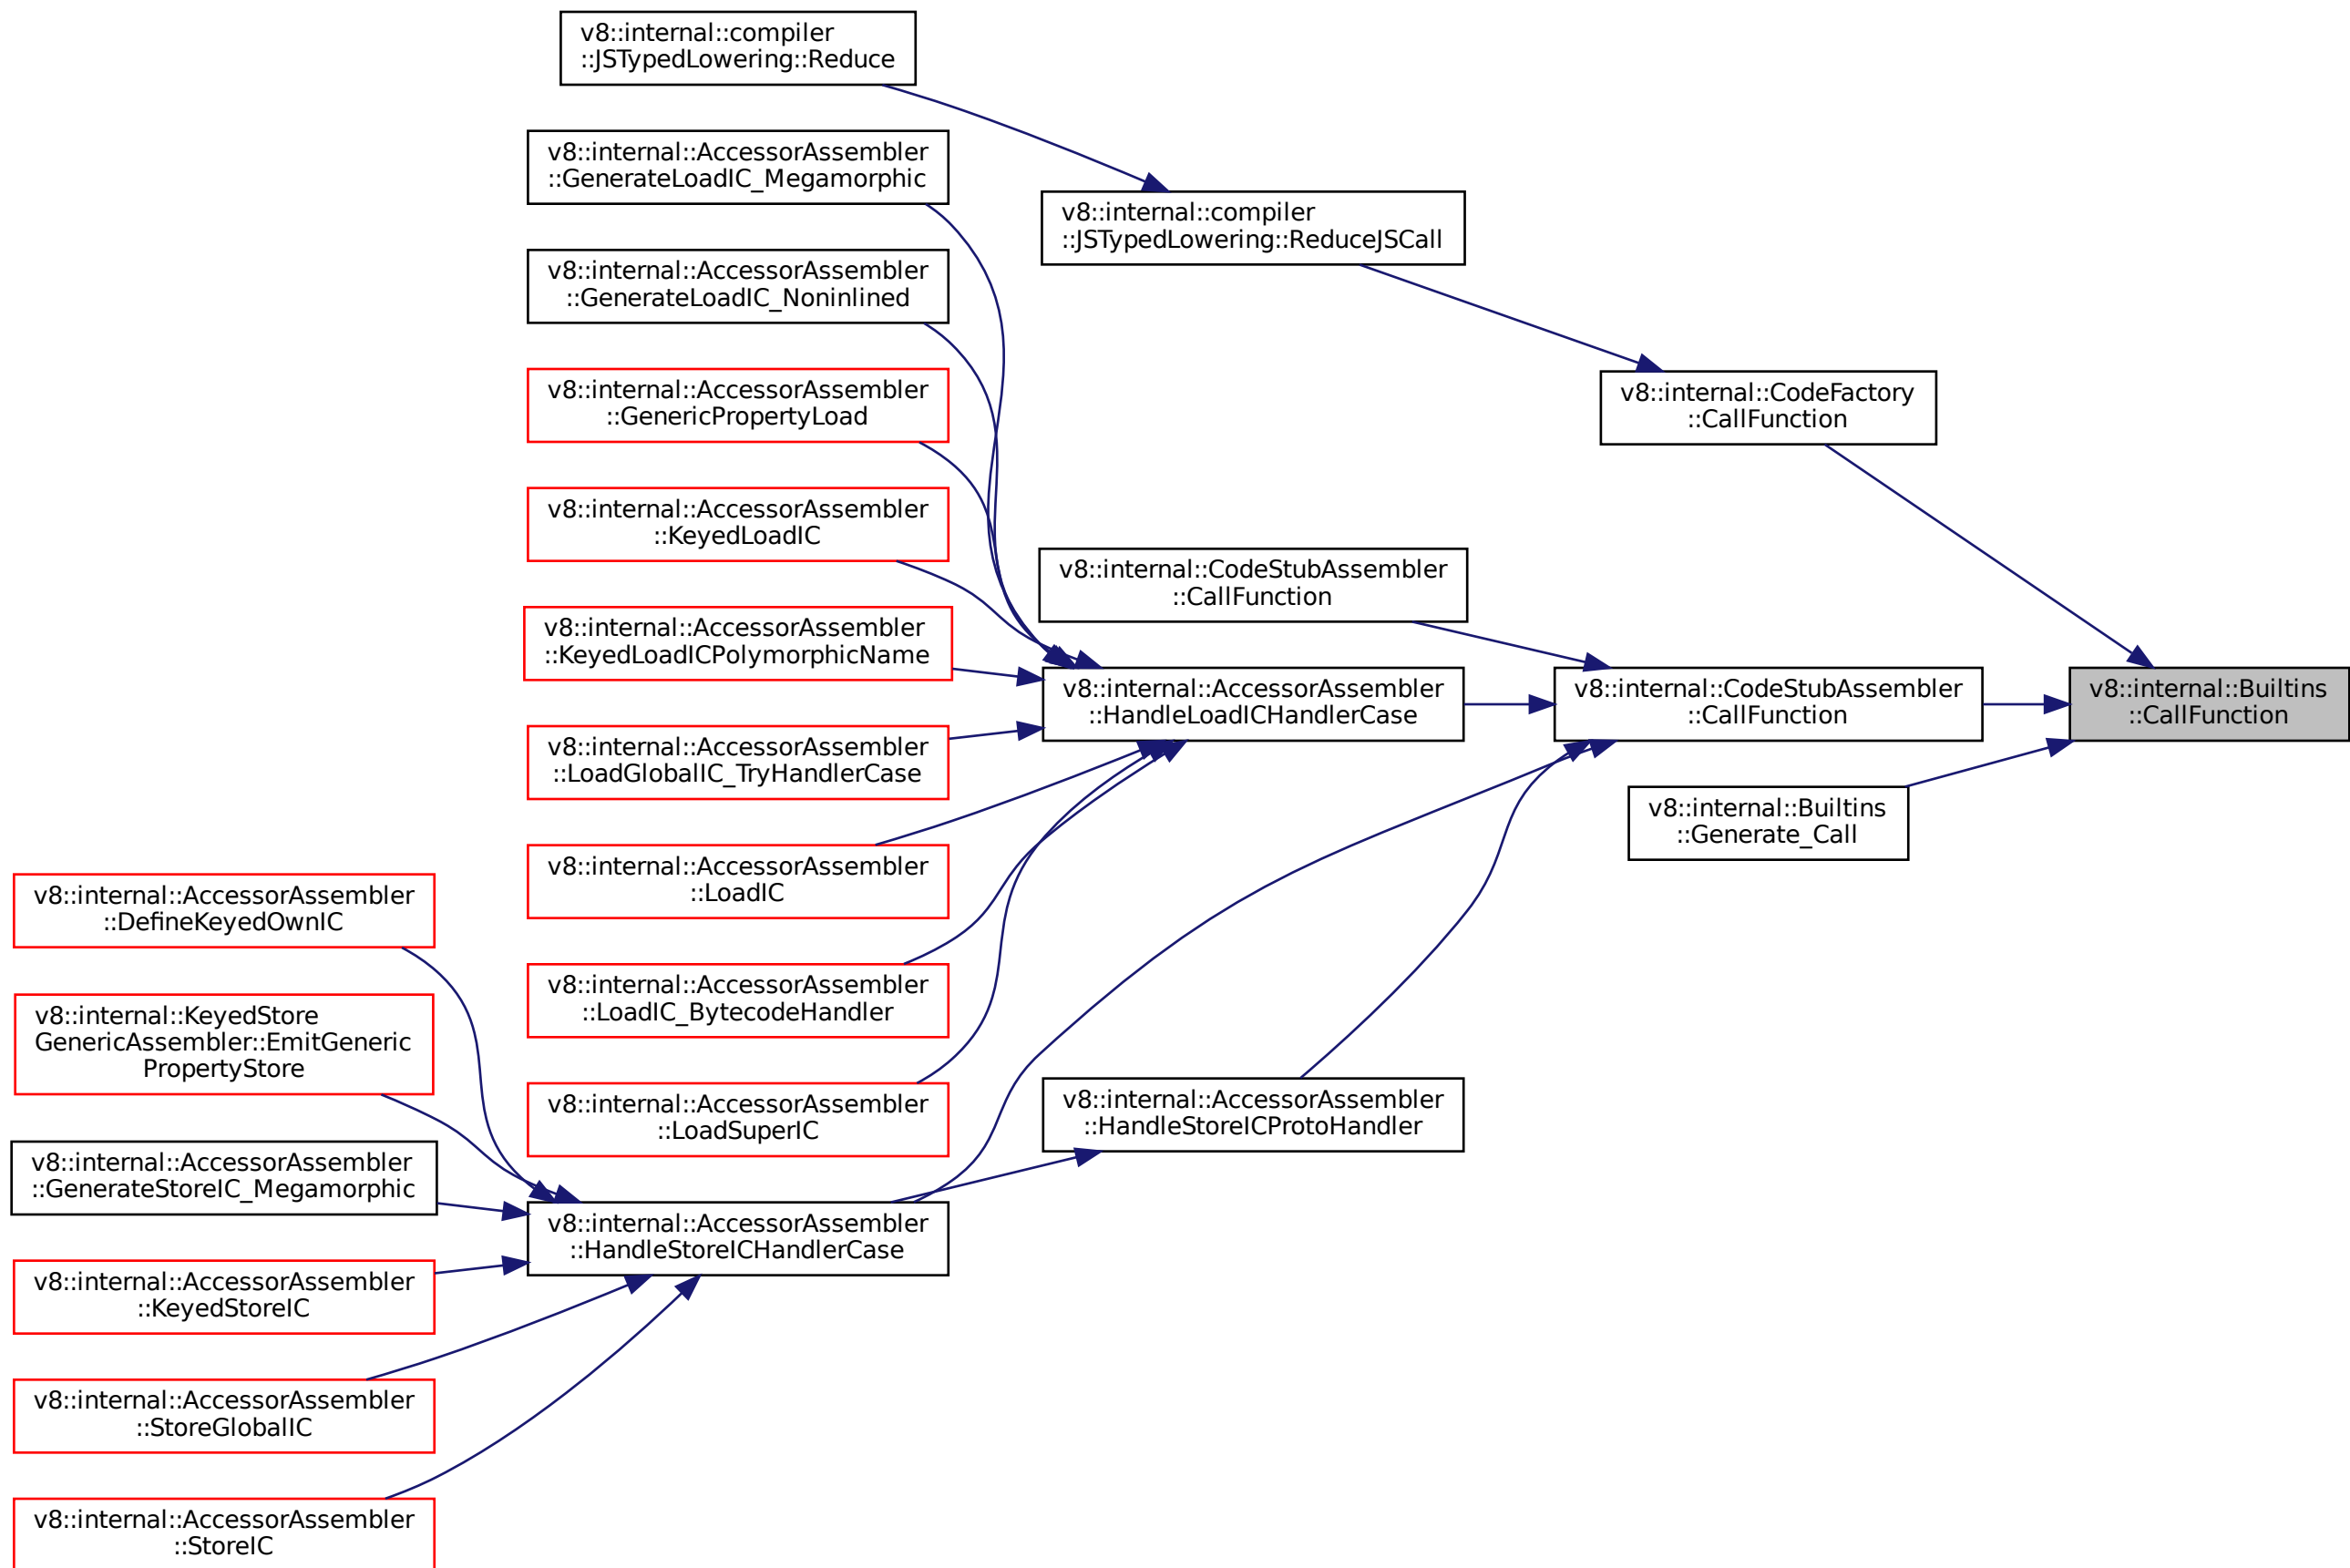 v8::internal::compiler
::JSTypedLowering::Reduce
v8::internal::AccessorAssembler
::GenerateLoadIC_Megamorphic
v8::internal::compiler
::JSTypedLowering::ReduceJSCall
v8::internal::AccessorAssembler
::GenerateLoadIC_Noninlined
v8::internal::AccessorAssembler
::GenericPropertyLoad
v8::internal::CodeFactory
::CallFunction
v8::internal::AccessorAssembler
::KeyedLoadIC
v8::internal::CodeStubAssembler
::CallFunction
v8::internal::AccessorAssembler
::KeyedLoadICPolymorphicName
v8::internal::AccessorAssembler
::HandleLoadICHandlerCase
v8::internal::CodeStubAssembler
::CallFunction
v8::internal::Builtins
::CallFunction
v8::internal::AccessorAssembler
::LoadGlobalIC_TryHandlerCase
v8::internal::Builtins
::Generate_Call
v8::internal::AccessorAssembler
::LoadIC
v8::internal::AccessorAssembler
::DefineKeyedOwnIC
v8::internal::AccessorAssembler
::LoadIC_BytecodeHandler
v8::internal::KeyedStore
GenericAssembler::EmitGeneric
PropertyStore
v8::internal::AccessorAssembler
::LoadSuperIC
v8::internal::AccessorAssembler
::HandleStoreICProtoHandler
v8::internal::AccessorAssembler
::GenerateStoreIC_Megamorphic
v8::internal::AccessorAssembler
::HandleStoreICHandlerCase
v8::internal::AccessorAssembler
::KeyedStoreIC
v8::internal::AccessorAssembler
::StoreGlobalIC
v8::internal::AccessorAssembler
::StoreIC